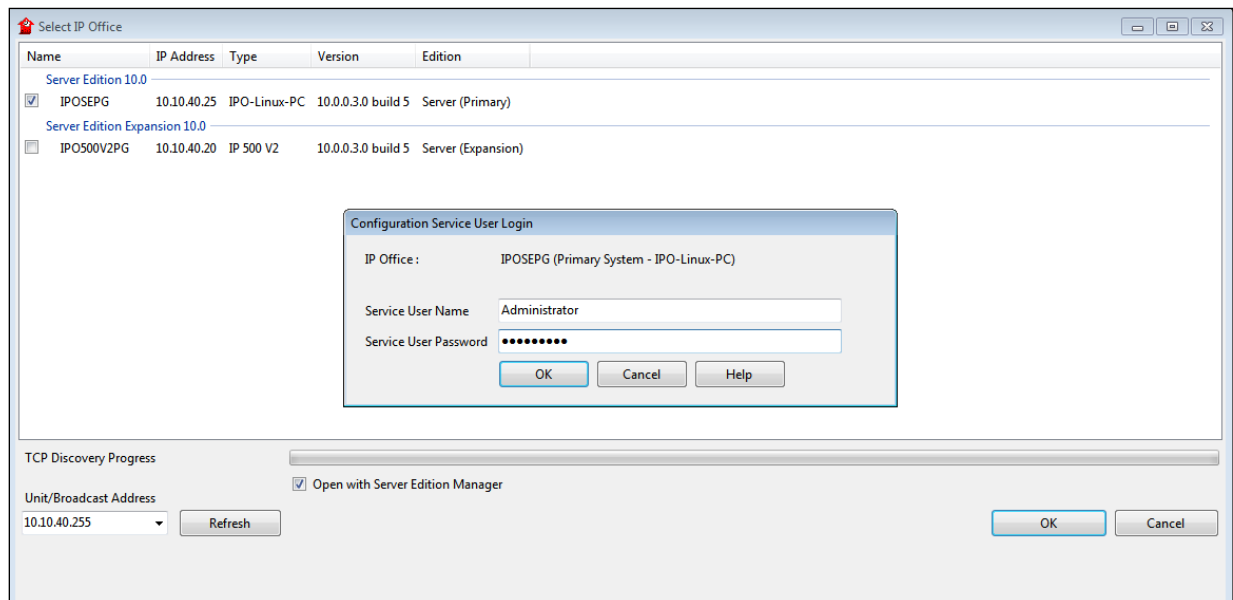 Select IP Office
Name IP Address Type Version Edition
Server Edition 10.0
IPOSEPG 10.10.40.25 IPO-Linux-PC 10.0.0.3.0 build 5 Server (Primary)
Server Edition Expansion 10.0
IPO500V2PG 10.10.40.20 IP 500 V2 10.0.0.3.0 build 5 Server (Expansion)
Configuration Service User Login
IP Office : IPOSEPG (Primary System - IPO-Linux-PC)
Service User Name Administrator
Service User Password ●●●●●●●●●
OK Cancel Help
TCP Discovery Progress
Open with Server Edition Manager
Unit/Broadcast Address
10.10.40.255 Refresh OK Cancel